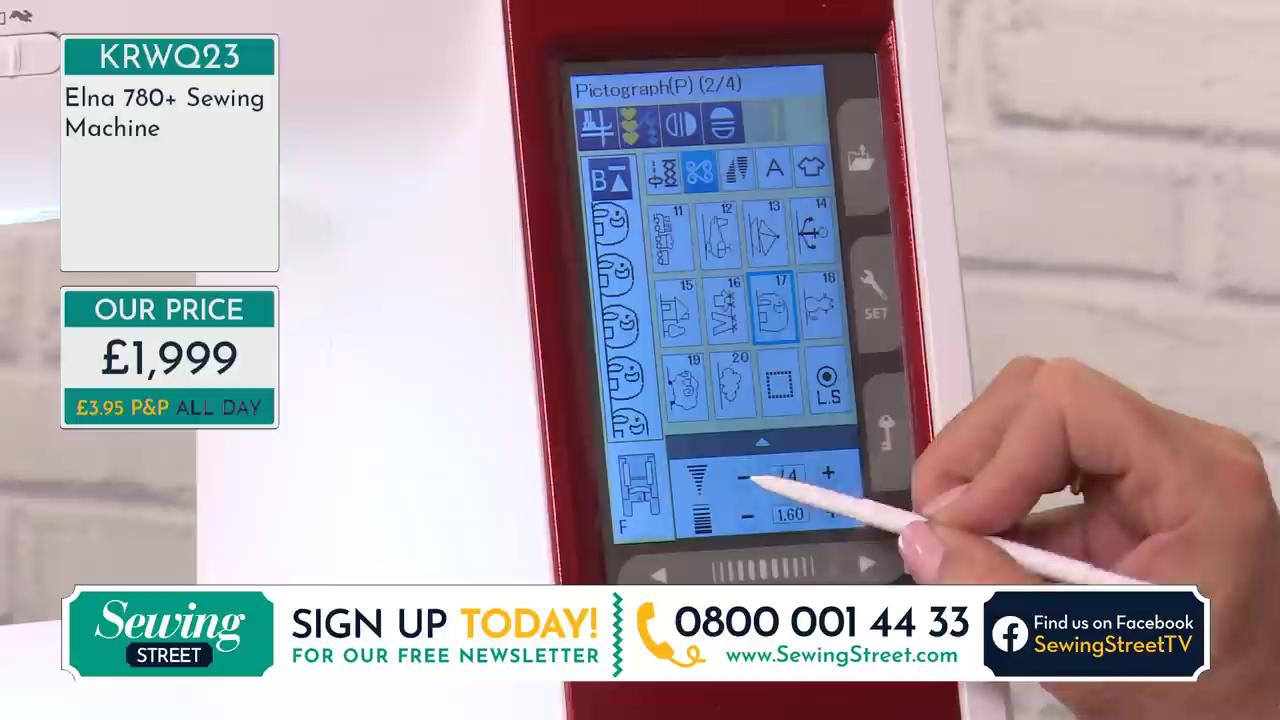 KRWQ23
Elna 780+ Sewing
Machine
OUR PRICE
£1,999
£3.95 P&P ALL DAY
Pictograph(P) (2/4)
B
A
11
12
13
14
15
16
17
18
19
20
L.S
F
1.60
SET
Sewing
STREET
SIGN UP TODAY!
FOR OUR FREE NEWSLETTER
0800 001 44 33
www.SewingStreet.com
Find us on Facebook
SewingStreetTV